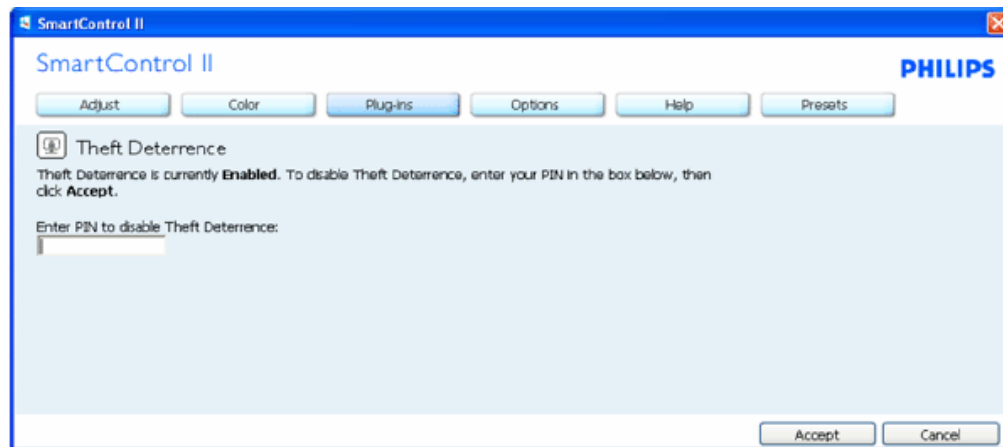 SmartControl II
SmartControl II
PHILIPS
Adjust
Color
Plug-ins
Options
Help
Presets
Theft Deterrence
Theft Deterrence is currently Enabled. To disable Theft Deterrence, enter your PIN in the box below, then
click Accept.
Enter PIN to disable Theft Deterrence:
Accept
Cancel